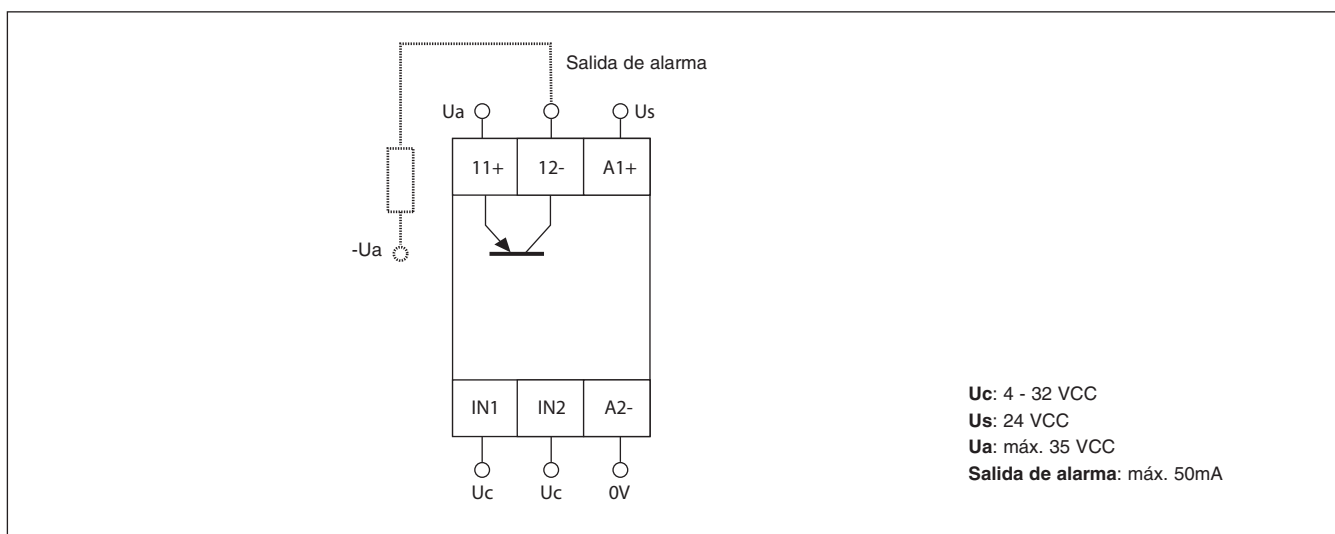 Salida de alarma
Ua
Us
11+
12-
A1+
-Ua
IN1
IN2
A2-
Uc
Uc
0V
Uc: 4 - 32 VCC
Us: 24 VCC
Ua: máx. 35 VCC
Salida de alarma: máx. 50mA